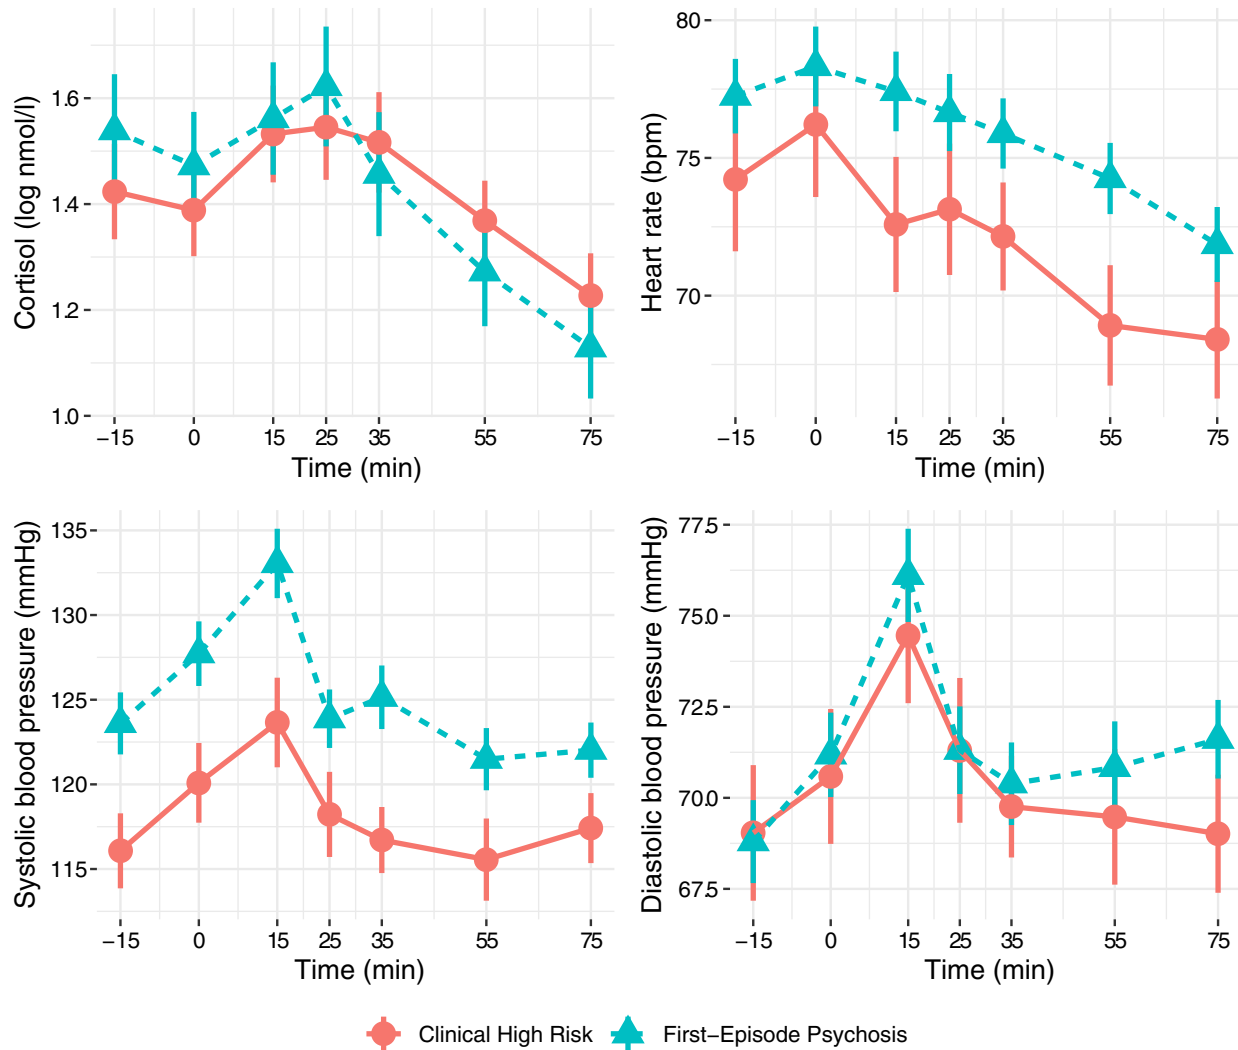 Cortisol (log nmol/l)
1.6
1.4
1.2
1.0
−15 0 15 25 35 55 75
Time (min)
Heart rate (bpm)
80
75
70
−15 0 15 25 35 55 75
Time (min)
Systolic blood pressure (mmHg)
135
130
125
120
115
−15 0 15 25 35 55 75
Time (min)
Diastolic blood pressure (mmHg)
77.5
75.0
72.5
70.0
67.5
−15 0 15 25 35 55 75
Time (min)
Clinical High Risk First−Episode Psychosis